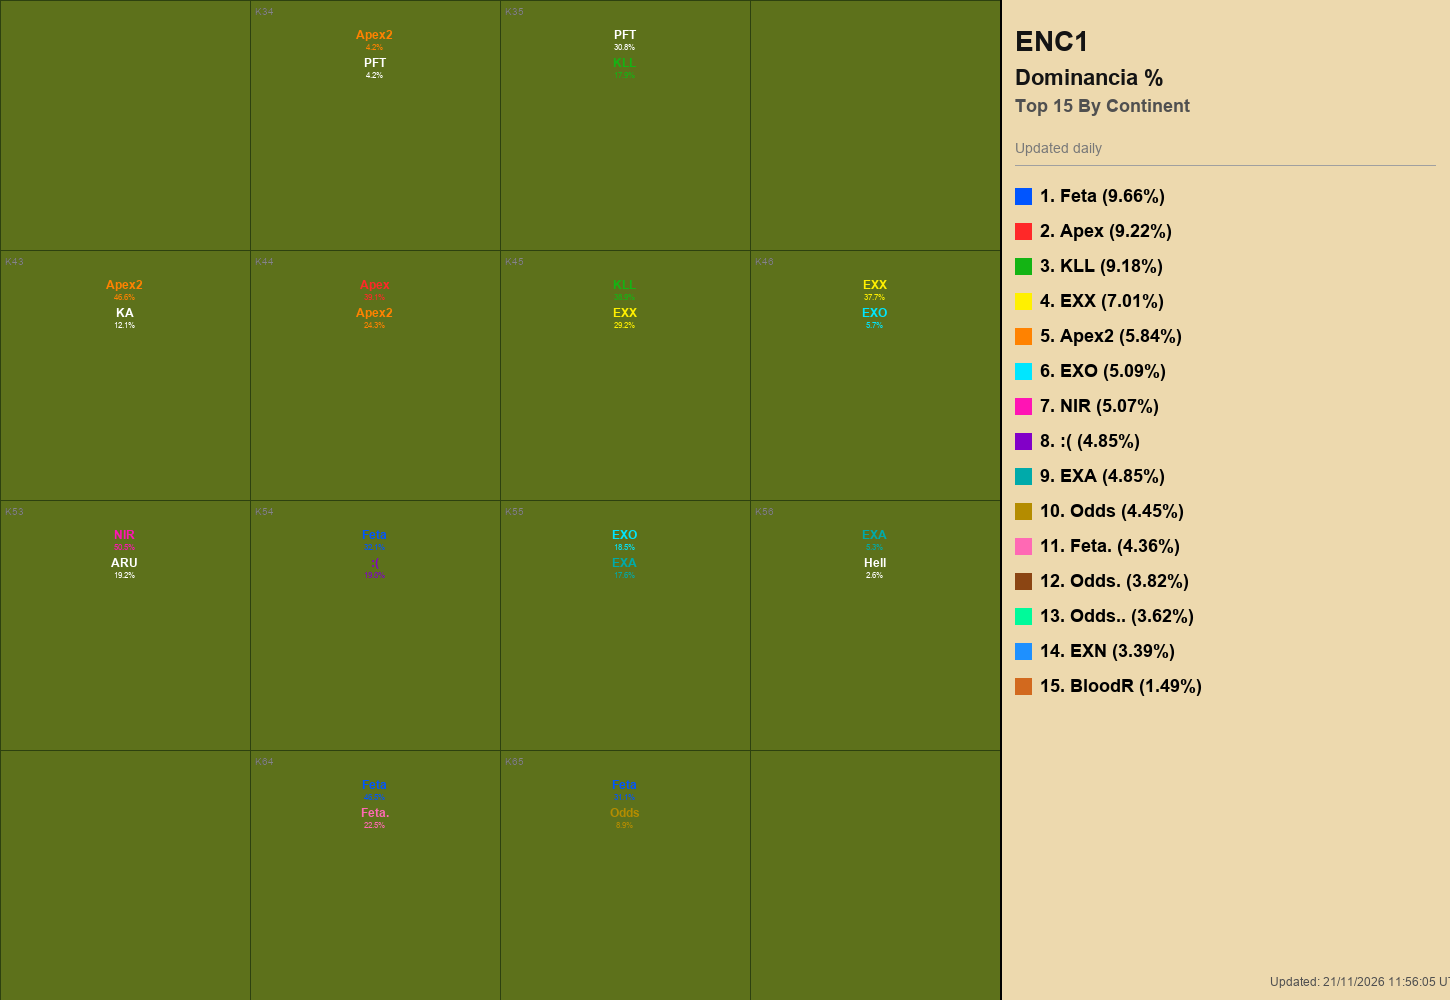 K34
Apex2
4.2%
PFT
4.2%
K35
PFT
30.8%
KLL
K43
Apex2
46.6%
KA
12.1%
K44
Apex
Apex2
24.3%
K45
KLL
EXX
29.2%
K46
EXX
37.7%
EXO
5.7%
K53
NIR
ARU
19.2%
K54
Feta
:(
19.0%
K55
EXO
18.5%
EXA
17.6%
K56
EXA
Hell
2.6%
K64
Feta
Feta.
22.5%
K65
Feta
Odds
8.9%
ENC1
Dominancia %
Top 15 By Continent
Updated daily
1. Feta (9.66%)
2. Apex (9.22%)
3. KLL (9.18%)
4. EXX (7.01%)
5. Apex2 (5.84%)
6. EXO (5.09%)
7. NIR (5.07%)
8. :( (4.85%)
9. EXA (4.85%)
10. Odds (4.45%)
11. Feta. (4.36%)
12. Odds. (3.82%)
13. Odds.. (3.62%)
14. EXN (3.39%)
15. BloodR (1.49%)
Updated: 21/11/2026 11:56:05